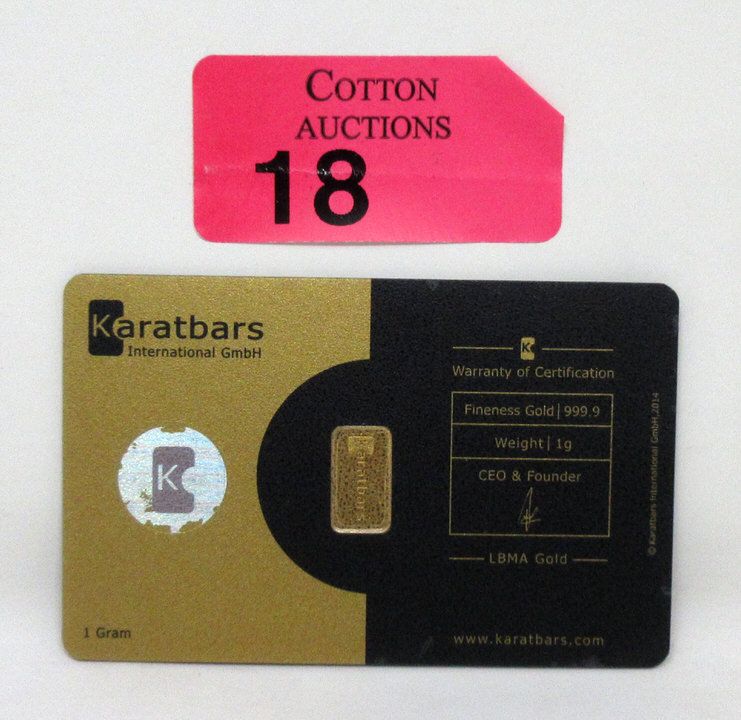 COTTON
AUCTIONS
18
Karatbars
International GmbH
K
1 Gram
Karatbars
K
Warranty of Certification
Fineness Gold | 999.9
Weight | 1g
CEO & Founder
LBMA Gold
www.karatbars.com
© Karatbars International GmbH, 2014